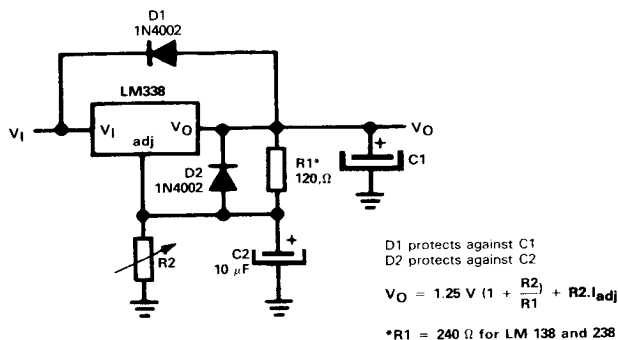 D1
1N4002
LM338
VI
VI
VO
VO
adj
D2
1N4002
R1*
120,Ω
+
C1
R2
C2
10 μF
+
D1 protects against C1
D2 protects against C2
VO = 1.25 V (1 + R2/R1) + R2.Iadj
*R1 = 240 Ω for LM 138 and 238